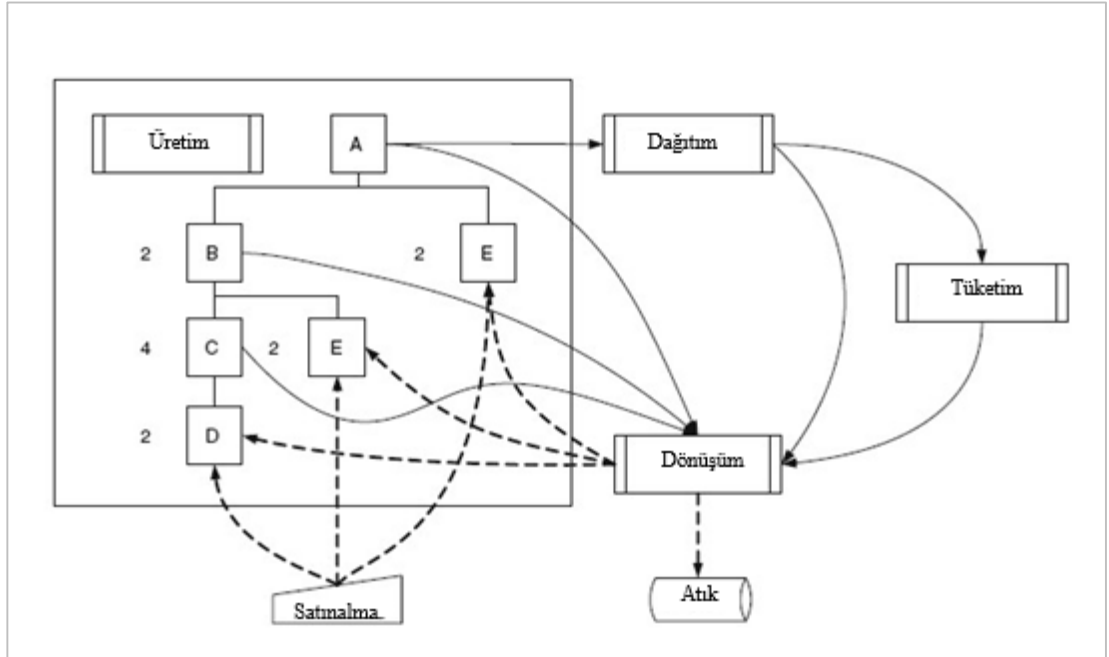 Üretim
A
Dağıtım
2
B
2
E
Tüketim
4
C
2
E
2
D
Dönüşüm
Satınalma
Atık